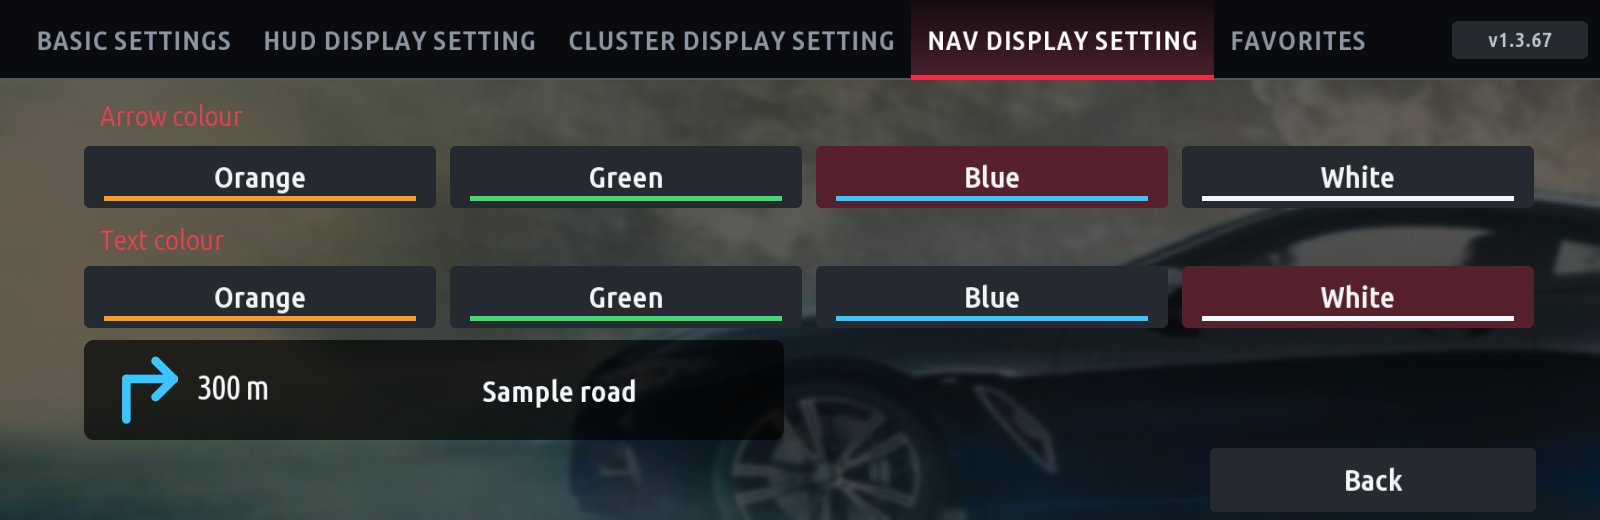 BASIC SETTINGS HUD DISPLAY SETTING CLUSTER DISPLAY SETTING NAV DISPLAY SETTING FAVORITES v1.3.67
Arrow colour
Orange Green Blue White
Text colour
Orange Green Blue White
300 m Sample road
Back